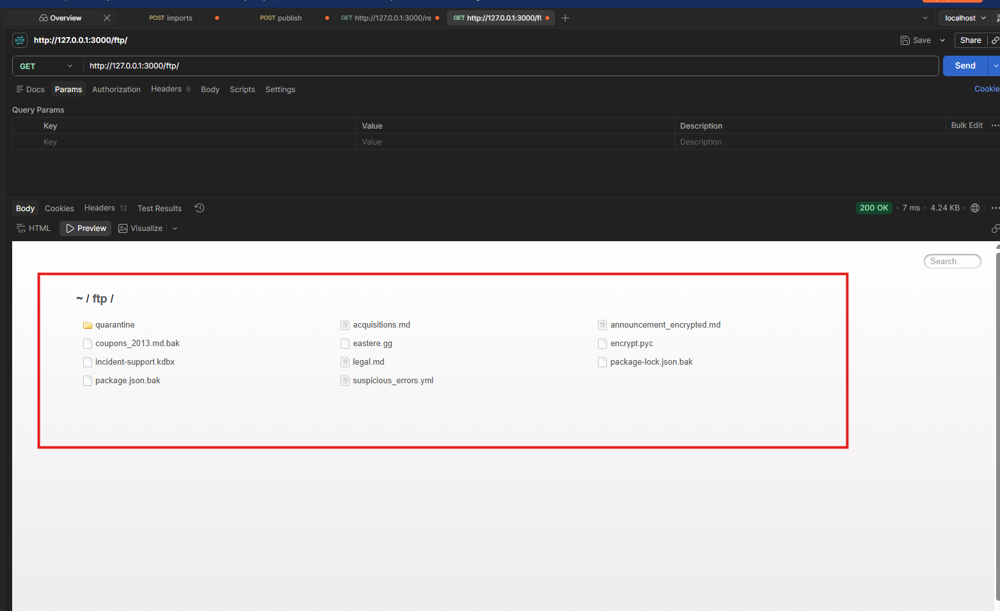 Overview POST imports POST publish GET http://127.0.0.1:3000/re GET http://127.0.0.1:3000/ft localhost
HTTP http://127.0.0.1:3000/ftp/ Save Share
GET http://127.0.0.1:3000/ftp/ Send
Docs Params Authorization Headers 6 Body Scripts Settings Cookie
Query Params
Key Value Description Bulk Edit
Key Value Description
Body Cookies Headers 12 Test Results 200 OK • 7 ms • 4.24 KB •
HTML Preview Visualize
Search
~ / ftp /
quarantine acquisitions.md announcement_encrypted.md
coupons_2013.md.bak eastere.gg encrypt.pyc
incident-support.kdbx legal.md package-lock.json.bak
package.json.bak suspicious_errors.yml